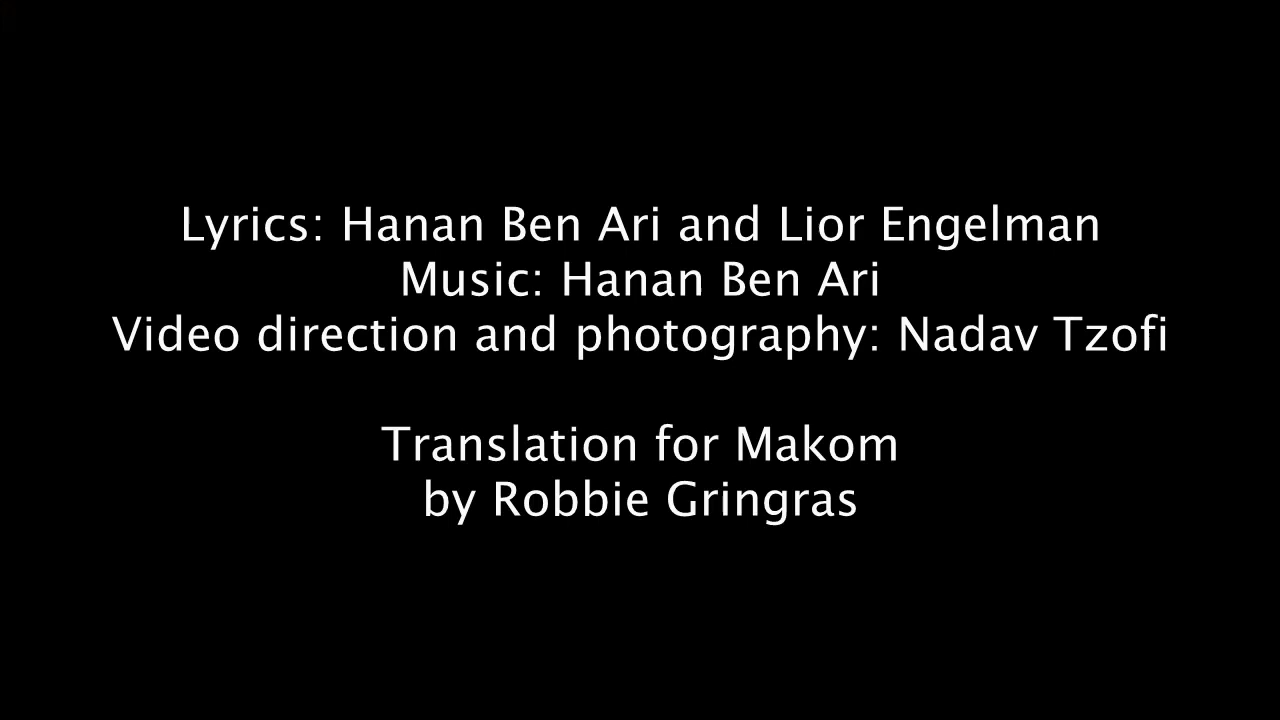 Lyrics: Hanan Ben Ari and Lior Engelman
Music: Hanan Ben Ari
Video direction and photography: Nadav Tzofi
Translation for Makom
by Robbie Gringras